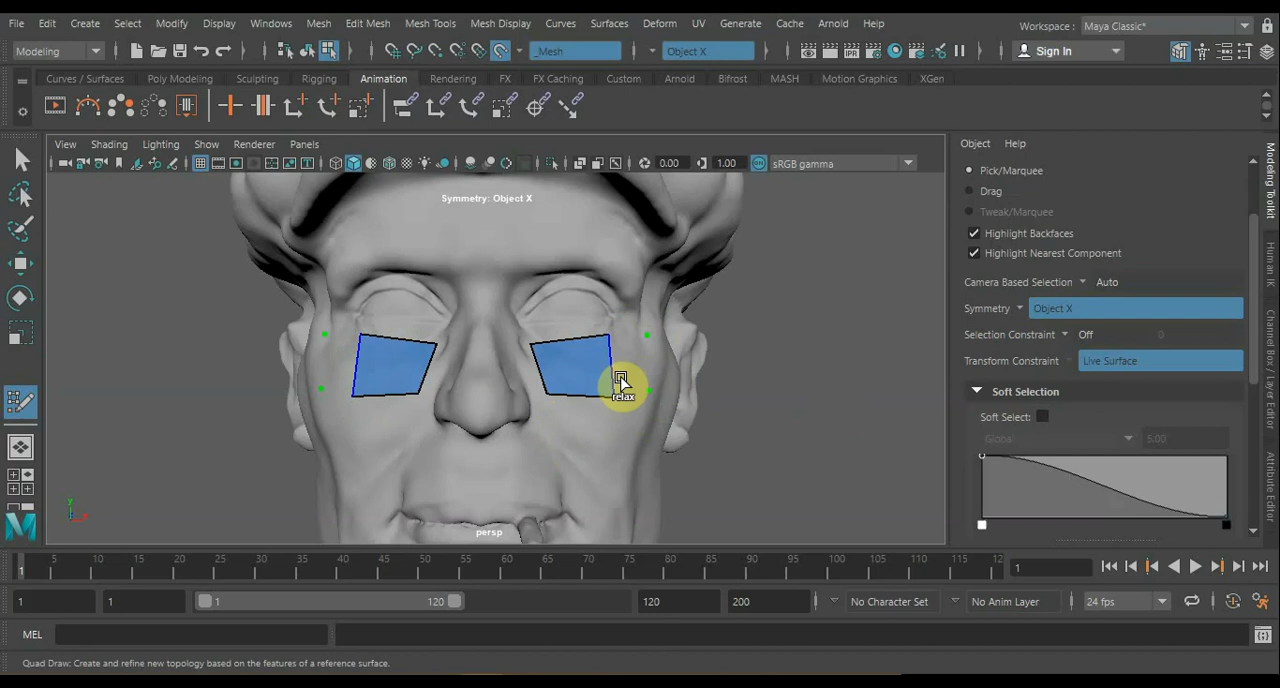 File Edit Create Select Modify Display Windows Mesh Edit Mesh Mesh Tools Mesh Display Curves Surfaces Deform UV Generate Cache Arnold Help
Workspace : Maya Classic*
Modeling _Mesh Object X Sign In
Curves / Surfaces Poly Modeling Sculpting Rigging Animation Rendering FX FX Caching Custom Arnold Bifrost MASH Motion Graphics XGen
View Shading Lighting Show Renderer Panels
0.00 1.00 ON sRGB gamma
Symmetry: Object X
relax
persp
Object Help
Pick/Marquee
Drag
Tweak/Marquee
Highlight Backfaces
Highlight Nearest Component
Camera Based Selection Auto
Symmetry Object X
Selection Constraint Off 0
Transform Constraint Live Surface
Soft Selection
Soft Select:
5.00
Modeling Toolkit
Human IK
Channel Box / Layer Editor
Attribute Editor
5 10 15 20 25 30 35 40 45 50 55 60 65 70 75 80 85 90 95 100 105 110 115 12
1 1
1 1 1 120 120 200 No Character Set No Anim Layer 24 fps
MEL
Quad Draw: Create and refine new topology based on the features of a reference surface.